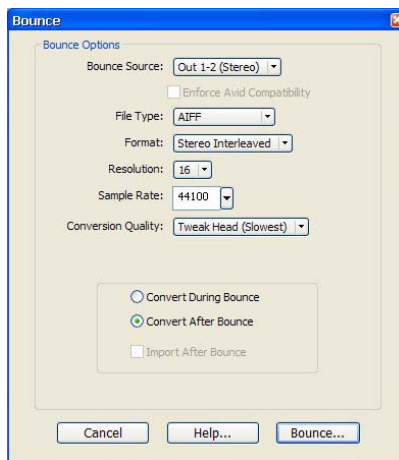 Bounce
Bounce Options
Bounce Source: Out 1-2 (Stereo)
Enforce Avid Compatibility
File Type: AIFF
Format: Stereo Interleaved
Resolution: 16
Sample Rate: 44100
Conversion Quality: Tweak Head (Slowest)
Convert During Bounce
Convert After Bounce
Import After Bounce
Cancel Help... Bounce...